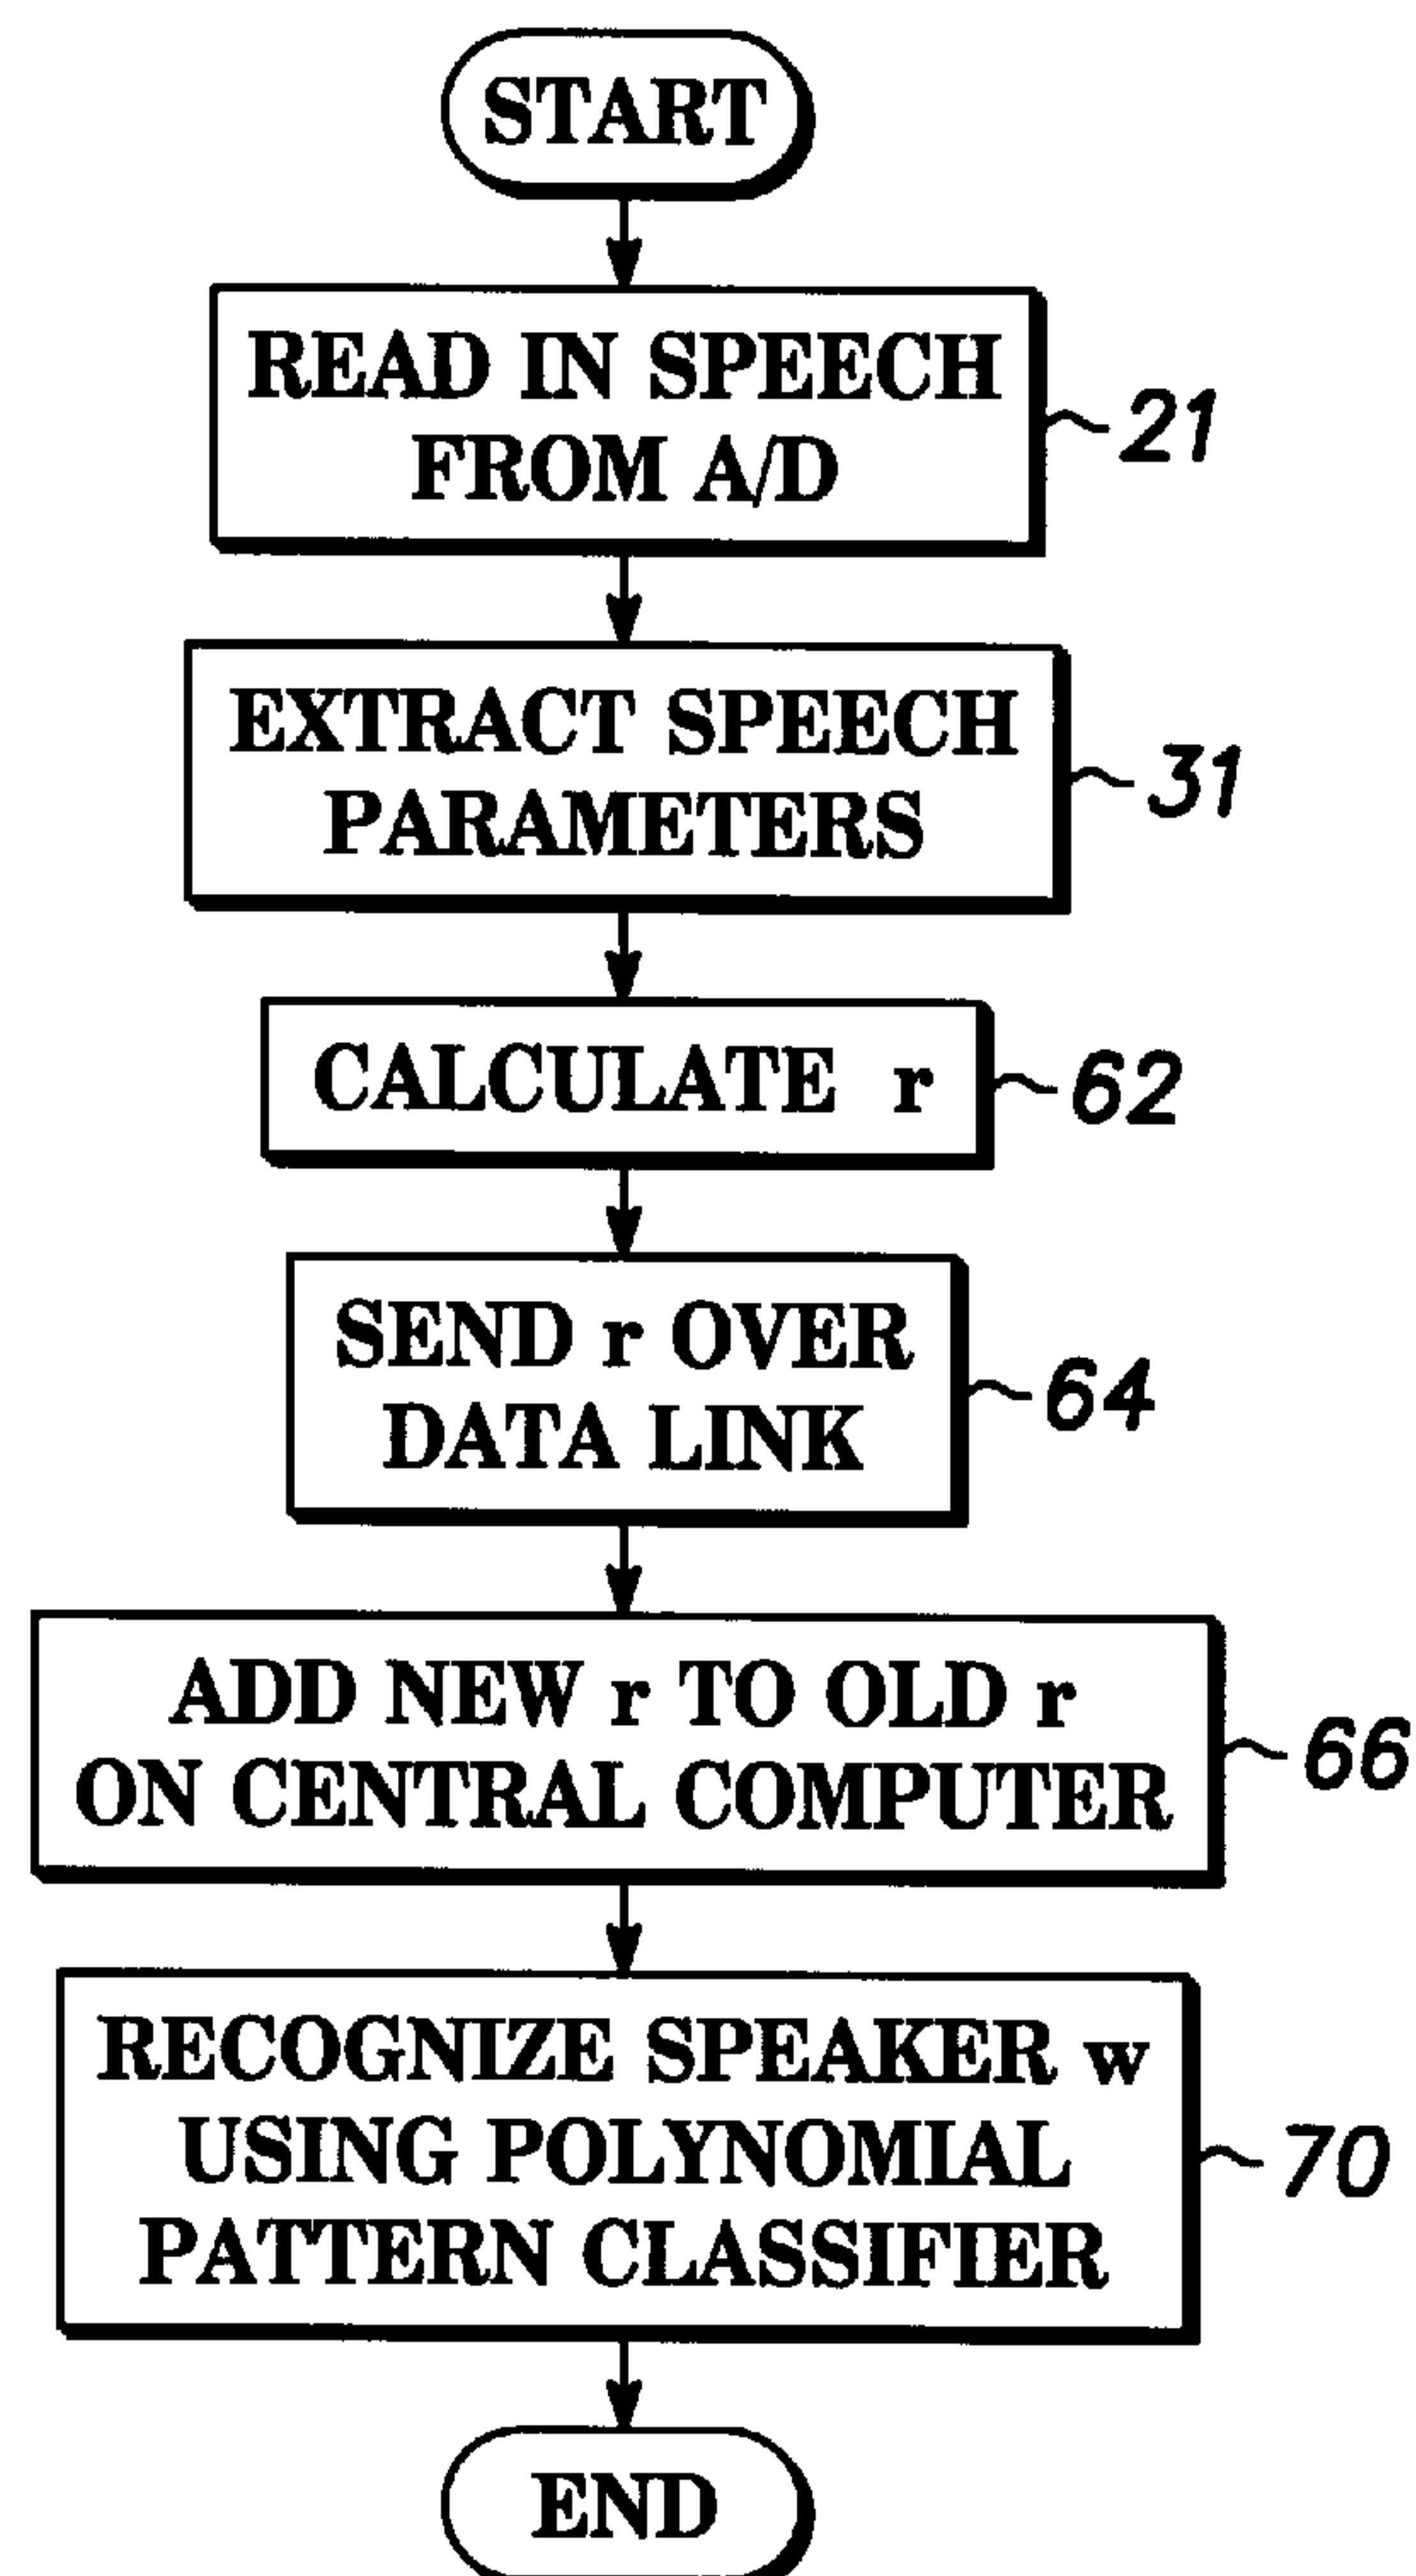 START
READ IN SPEECH
FROM A/D
21
EXTRACT SPEECH
PARAMETERS
31
CALCULATE r
62
SEND r OVER
DATA LINK
64
ADD NEW r TO OLD r
ON CENTRAL COMPUTER
66
RECOGNIZE SPEAKER w
USING POLYNOMIAL
PATTERN CLASSIFIER
70
END